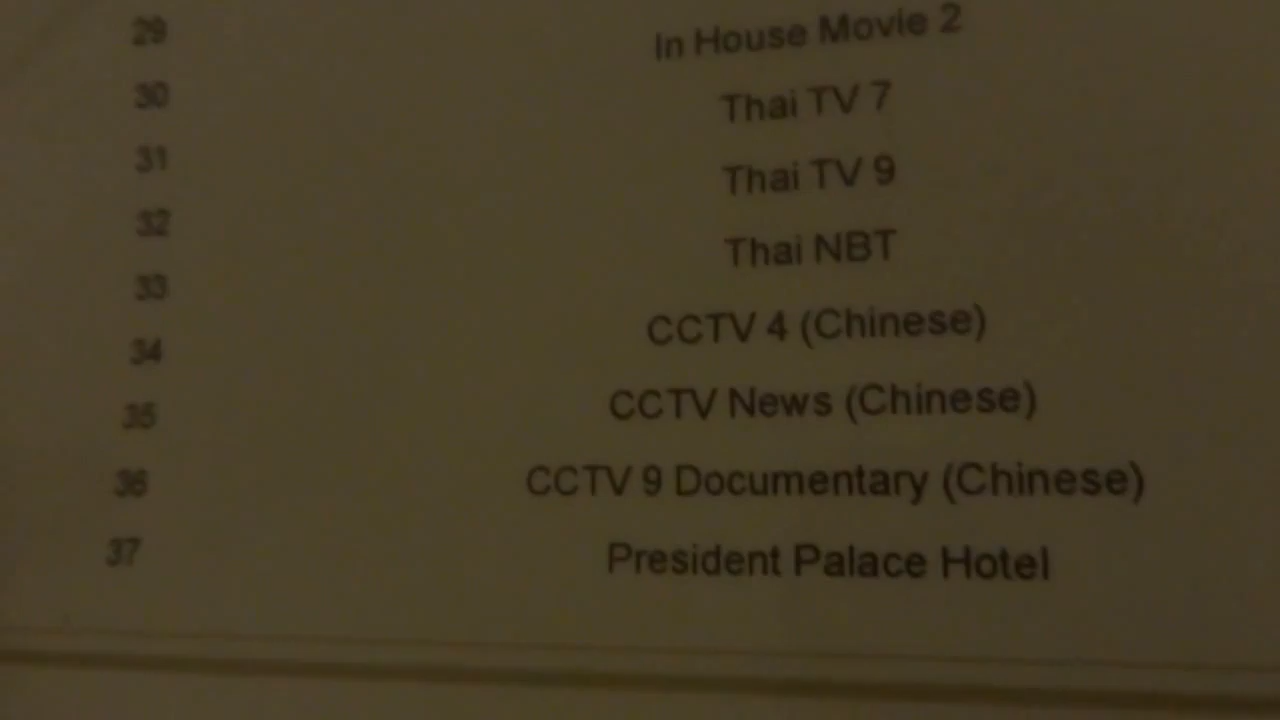 29
30 In House Movie 2
31 Thai TV 7
32 Thai TV 9
33 Thai NBT
34 CCTV 4 (Chinese)
35 CCTV News (Chinese)
36 CCTV 9 Documentary (Chinese)
37 President Palace Hotel